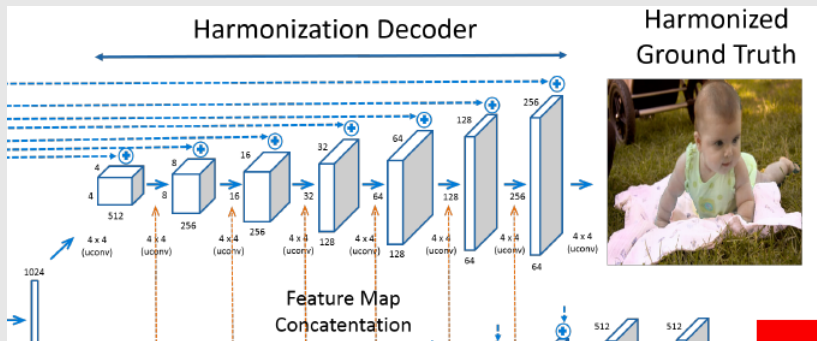 Harmonization Decoder
Harmonized
Ground Truth
4
4
512
8
8
256
16
16
256
32
32
128
64
64
128
128
128
64
256
256
64
4 x 4
(uconv)
4 x 4
(uconv)
4 x 4
(uconv)
4 x 4
(uconv)
4 x 4
(uconv)
4 x 4
(uconv)
4 x 4
(uconv)
4 x 4
(uconv)
1024
Feature Map
Concatentation
512
512